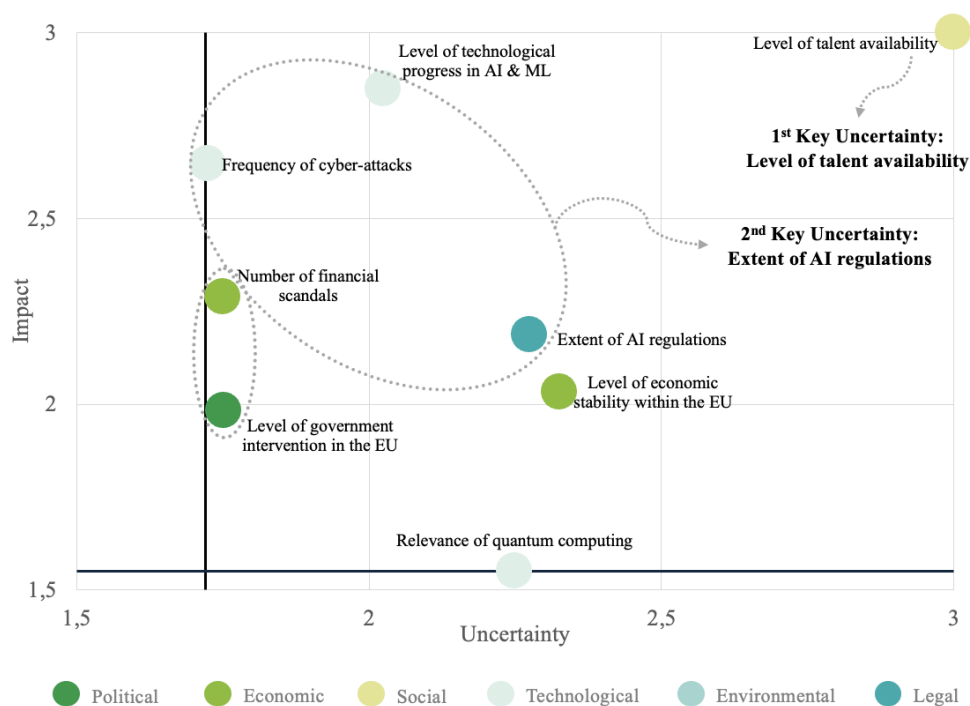 3
Level of technological
progress in AI & ML
Level of talent availability
1st Key Uncertainty:
Level of talent availability
Frequency of cyber-attacks
2,5
2nd Key Uncertainty:
Extent of AI regulations
Number of financial
scandals
Impact
Extent of AI regulations
Level of economic
stability within the EU
2
Level of government
intervention in the EU
Relevance of quantum computing
1,5
1,5
2
2,5
3
Uncertainty
Political
Economic
Social
Technological
Environmental
Legal